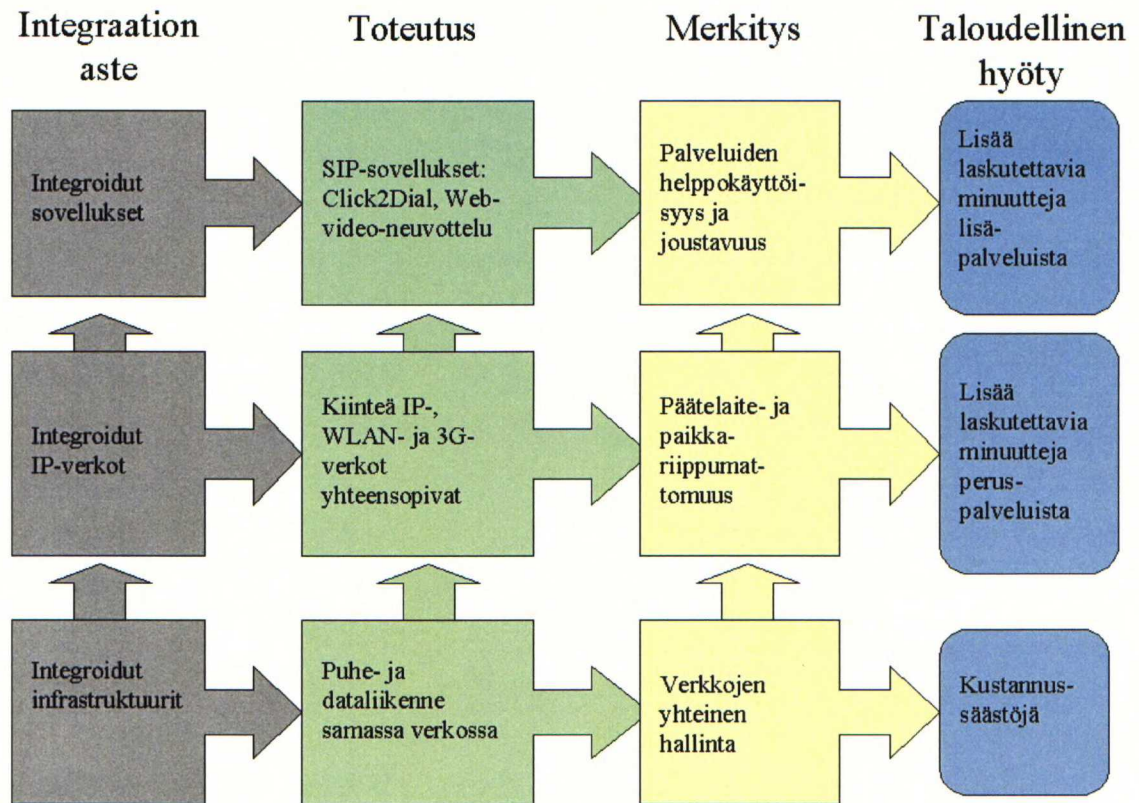 Integraation
aste
Toteutus
Merkitys
Taloudellinen
hyöty
Integroidut
sovellukset
SIP-sovellukset:
Click2Dial, Web-
video-neuvottelu
Palveluiden
helppokäyttöi-
syys ja
joustavuus
Lisää
laskutettavia
minuutteja
lisä-
palveluista
Integroidut
IP-verkot
Kiinteä IP-,
WLAN- ja 3G-
verkot
yhteensopivat
Päätelaite- ja
paikka-
riippumat-
tomuus
Lisää
laskutettavia
minuutteja
perus-
palveluista
Integroidut
infrastruktuurit
Puhe- ja
dataliikenne
samassa verkossa
Verkkojen
yhteinen
hallinta
Kustannus-
säästöjä